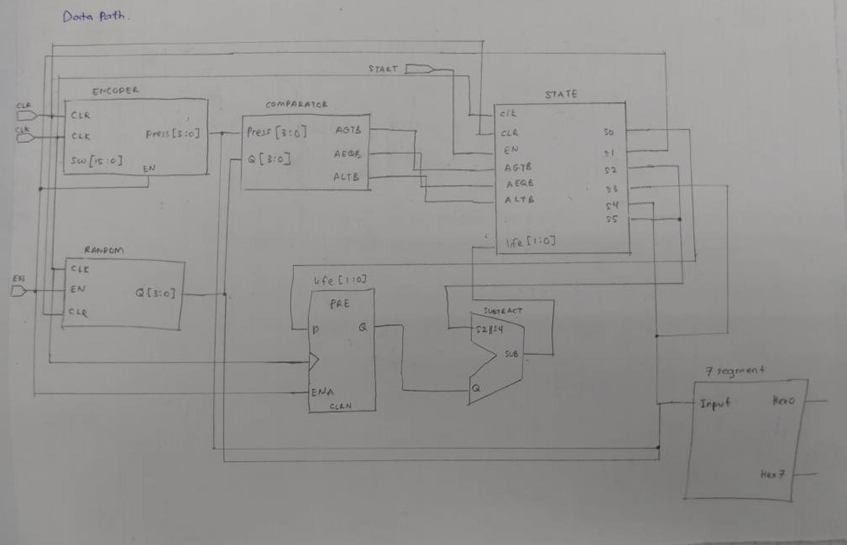 Data Path.
START
CLR
CLK
ENCODER
CLR
CLK
SW[15:0]
Press[3:0]
EN
COMPARATOR
Press[3:0]
Q[3:0]
AGTB
AEQB
ALTB
STATE
Clk
CLR
EN
AGTB
AEQB
ALTB
life[1:0]
S0
S1
S2
S3
S4
S5
EN
RANDOM
CLK
EN
CLR
Q[3:0]
life[1:0]
PRE
D
Q
ENA
CLRN
SUBTRACT
SUB
Q
7 segment
Input
Hex0
Hex7